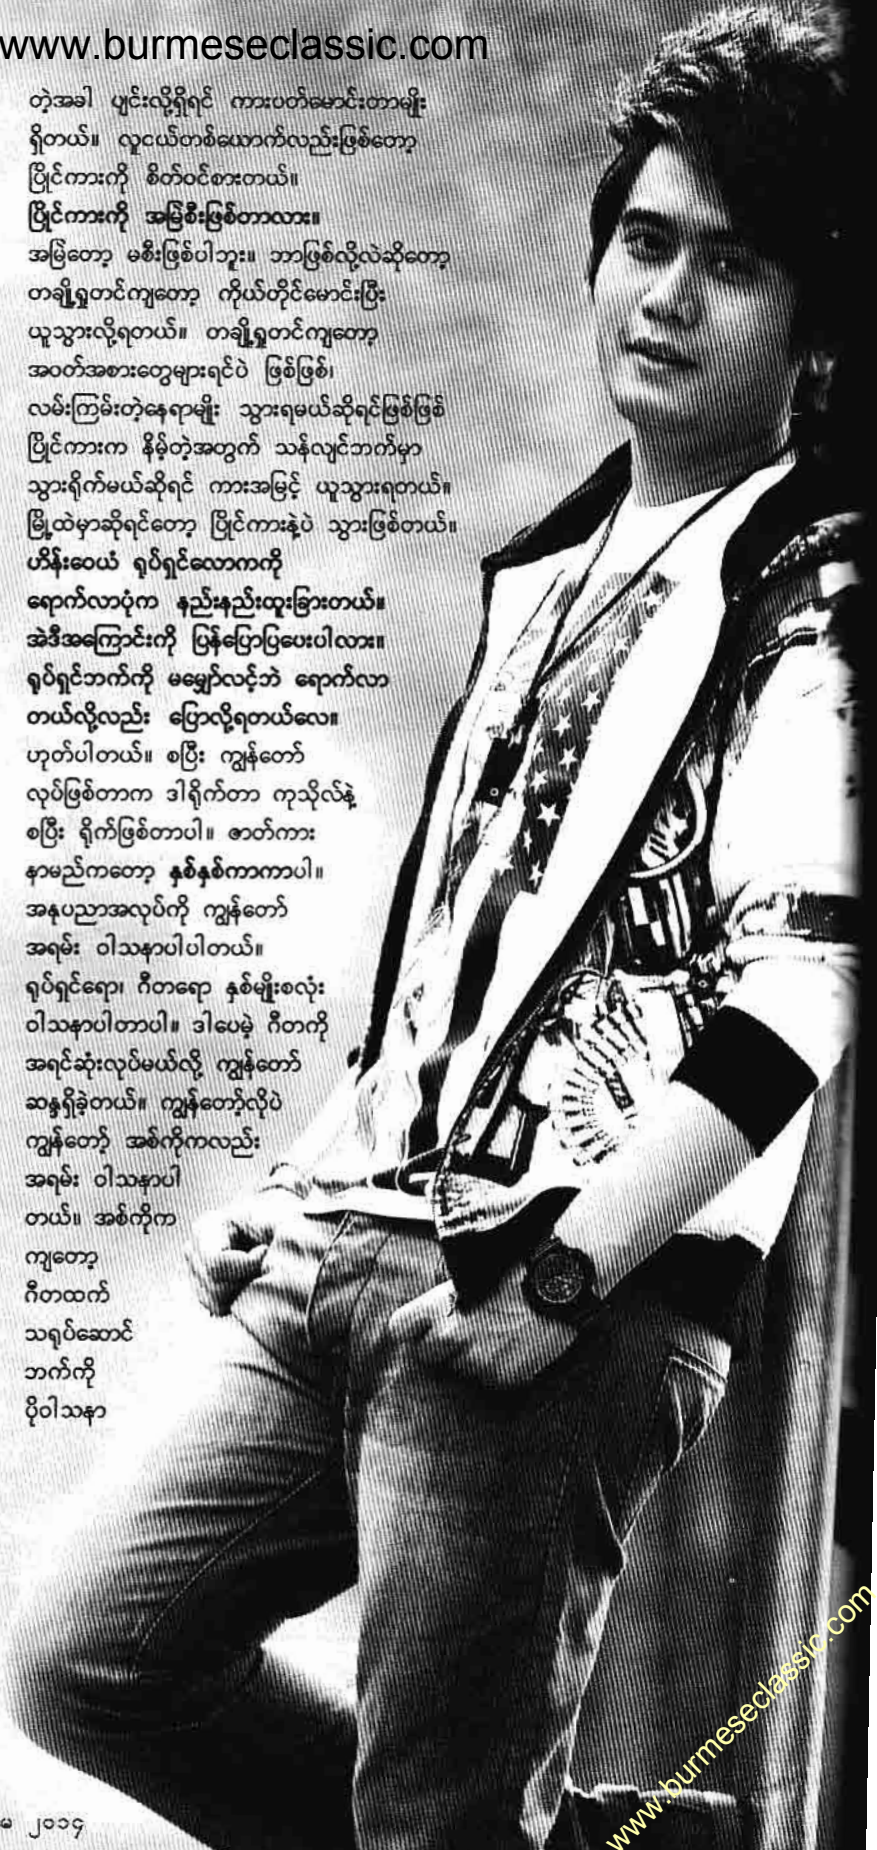 www.burmeseclassic.com
တဲ့အခါ ပျင်းလို့ရှိရင် ကားပတ်မောင်းတာမျိုး
ရှိတယ်။ လူငယ်တစ်ယောက်လည်းဖြစ်တော့
ပြိုင်ကားကို စိတ်ဝင်စားတယ်။
ပြိုင်ကားကို အမြဲစီးဖြစ်တာလား။
အမြဲတော့ မစီးဖြစ်ပါဘူး။ ဘာဖြစ်လို့လဲဆိုတော့
တချို့ရှုတင်ကျတော့ ကိုယ်တိုင်မောင်းပြီး
ယူသွားလို့ရတယ်။ တချို့ရှုတင်ကျတော့
အဝတ်အစားတွေများရင်ပဲ ဖြစ်ဖြစ်၊
လမ်းကြမ်းတဲ့နေရာမျိုး သွားရမယ်ဆိုရင်ဖြစ်ဖြစ်
ပြိုင်ကားက နိမ့်တဲ့အတွက် သန်လျင်ဘက်မှာ
သွားရိုက်မယ်ဆိုရင် ကားအမြင့် ယူသွားရတယ်။
မြို့ထဲမှာဆိုရင်တော့ ပြိုင်ကားနဲ့ပဲ သွားဖြစ်တယ်။
ဟိန်းဝေယံ ရုပ်ရှင်လောကကို
ရောက်လာပုံက နည်းနည်းထူးခြားတယ်။
အဲဒီအကြောင်းကို ပြန်ပြောပြပေးပါလား။
ရုပ်ရှင်ဘက်ကို မမျှော်လင့်ဘဲ ရောက်လာ
တယ်လို့လည်း ပြောလို့ရတယ်လေ။
ဟုတ်ပါတယ်။ စပြီး ကျွန်တော်
လုပ်ဖြစ်တာက ဒါရိုက်တာ ကုသိုလ်နဲ့
စပြီး ရိုက်ဖြစ်တာပါ။ ဇာတ်ကား
နာမည်ကတော့ နှစ်နှစ်ကာကာပါ။
အနုပညာအလုပ်ကို ကျွန်တော်
အရမ်း ဝါသနာပါပါတယ်။
ရုပ်ရှင်ရော၊ ဂီတရော နှစ်မျိုးစလုံး
ဝါသနာပါတာပါ။ ဒါပေမဲ့ ဂီတကို
အရင်ဆုံးလုပ်မယ်လို့ ကျွန်တော်
ဆန္ဒရှိခဲ့တယ်။ ကျွန်တော့်လိုပဲ
ကျွန်တော့် အစ်ကိုကလည်း
အရမ်း ဝါသနာပါ
တယ်။ အစ်ကိုက
ကျတော့
ဂီတထက်
သရုပ်ဆောင်
ဘက်ကို
ပိုဝါသနာ
၂၀၁၄
www.burmeseclassic.com